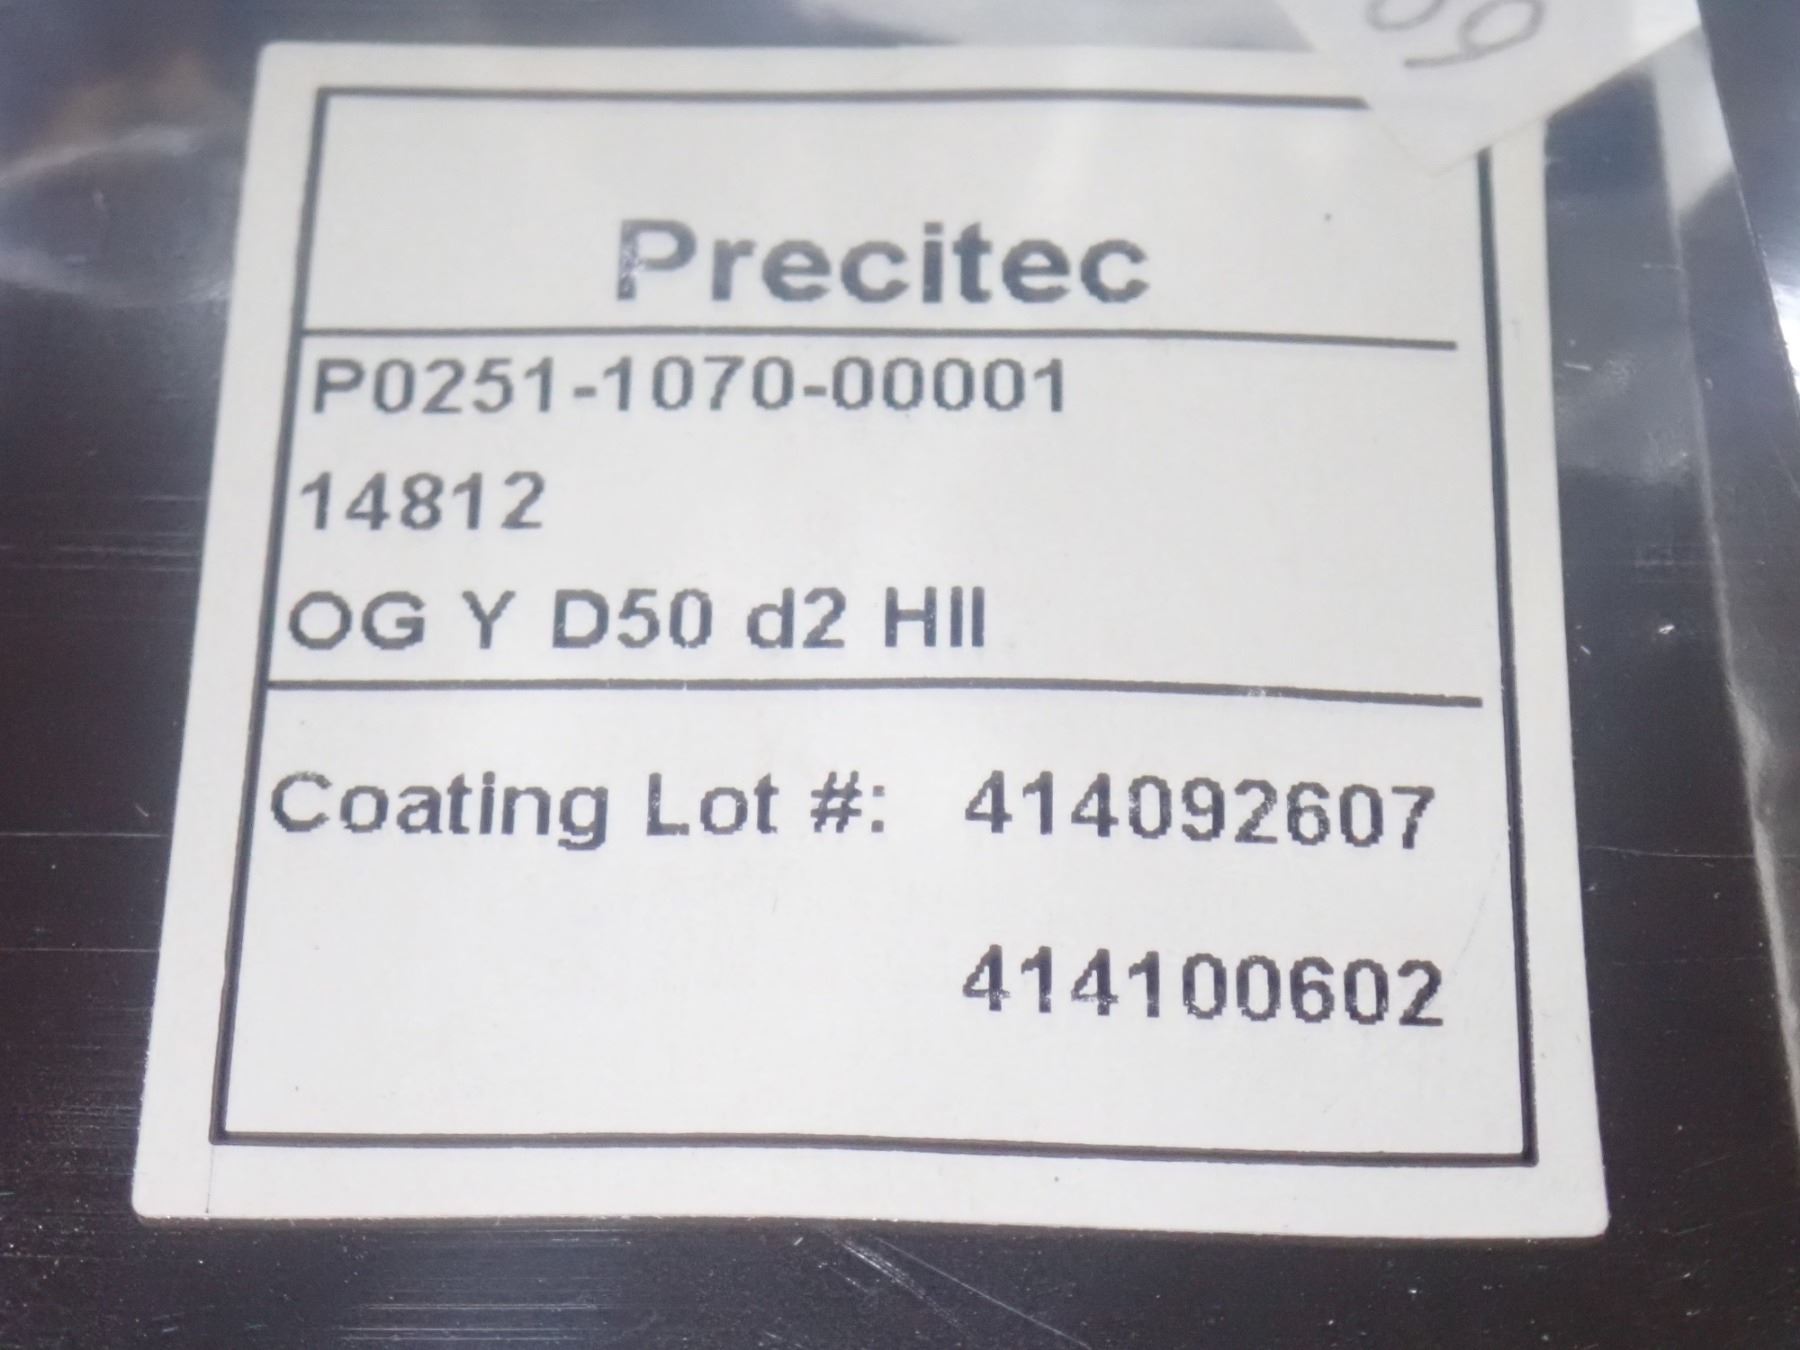 Precitec
P0251-1070-00001
14812
OG Y D50 d2 HII
Coating Lot #: 414092607
414100602